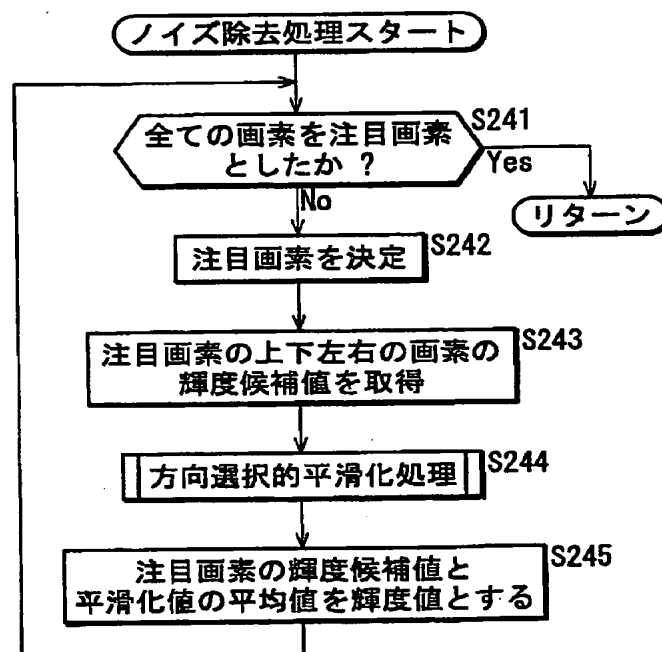 ノイズ除去処理スタート
全ての画素を注目画素
としたか ?
S241
Yes
No
リターン
注目画素を決定
S242
注目画素の上下左右の画素の
輝度候補値を取得
S243
方向選択的平滑化処理
S244
注目画素の輝度候補値と
平滑化値の平均値を輝度値とする
S245